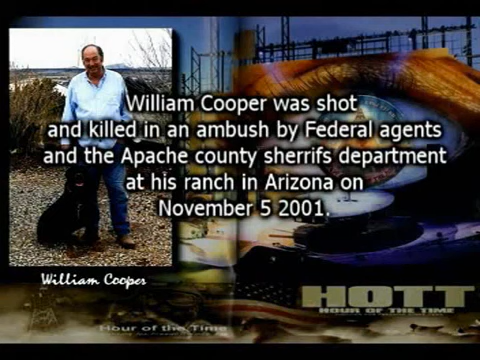 William Cooper was shot
and killed in an ambush by Federal agents
and the Apache county sherrifs department
at his ranch in Arizona on
November 5 2001.
William Cooper
HOTT
HOUR OF THE TIME
Hour of the Time